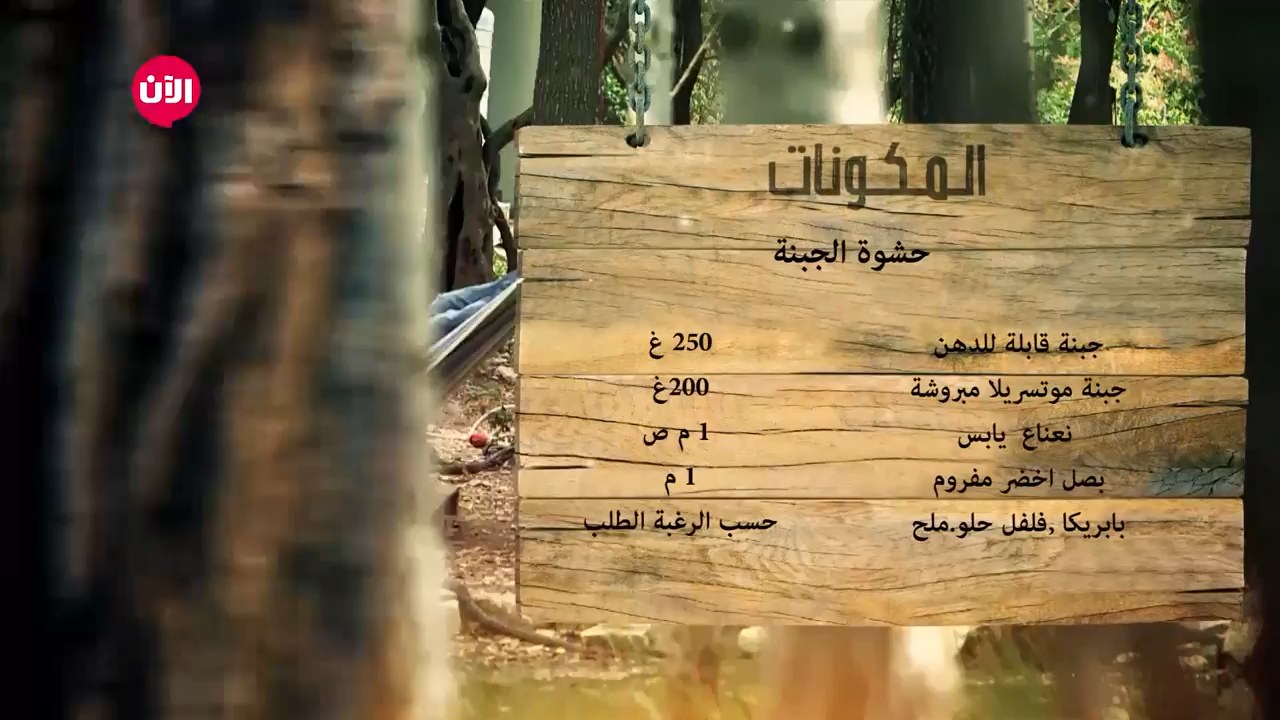 الآن
المكونات
حشوة الجبنة
جبنة قابلة للدهن 250 غ
جبنة موتسريلا مبروشة 200غ
نعناع يابس 1 م ص
بصل اخضر مفروم 1 م
بابريكا ,فلفل حلو.ملح حسب الرغبة الطلب